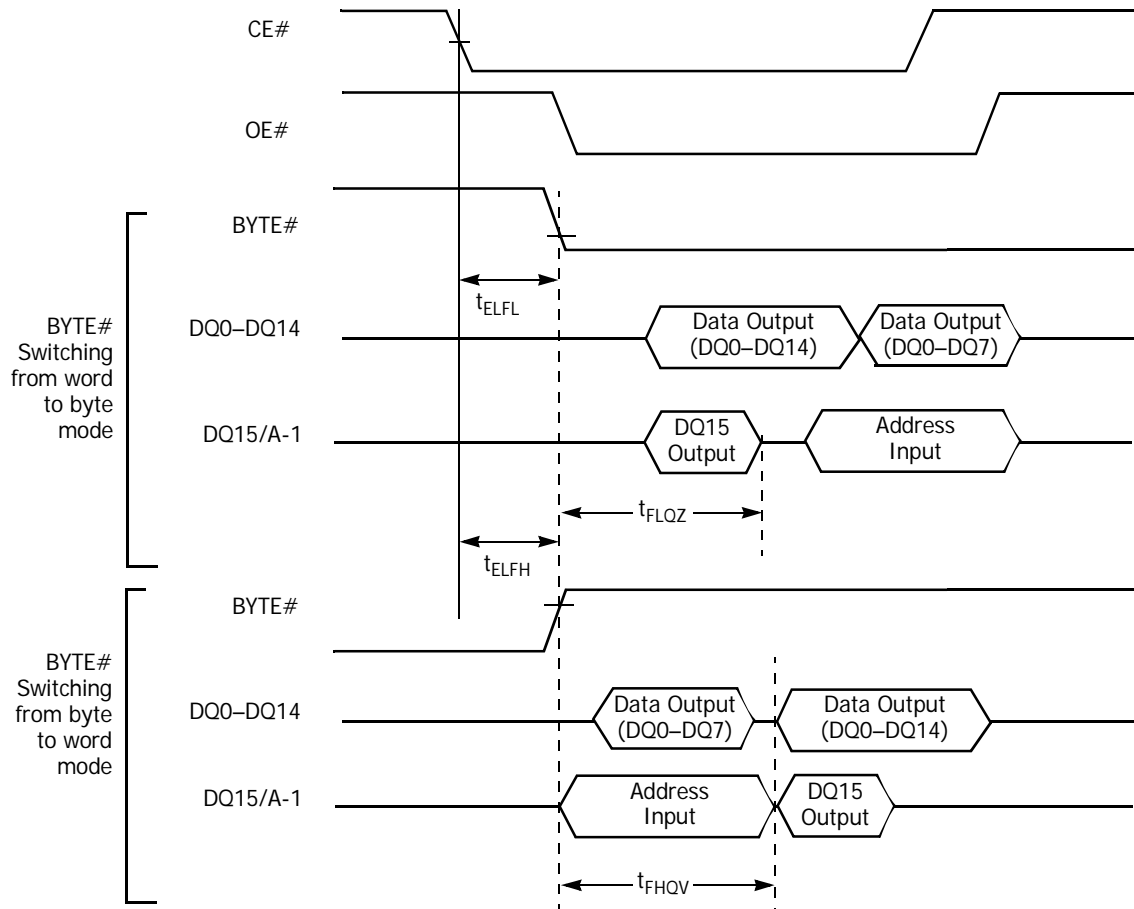 CE#
OE#
BYTE#
tELFL
BYTE#
Switching
from word
to byte
mode
DQ0–DQ14
Data Output
(DQ0–DQ14)
Data Output
(DQ0–DQ7)
DQ15/A-1
DQ15
Output
Address
Input
tFLQZ
tELFH
BYTE#
BYTE#
Switching
from byte
to word
mode
DQ0–DQ14
Data Output
(DQ0–DQ7)
Data Output
(DQ0–DQ14)
DQ15/A-1
Address
Input
DQ15
Output
tFHQV